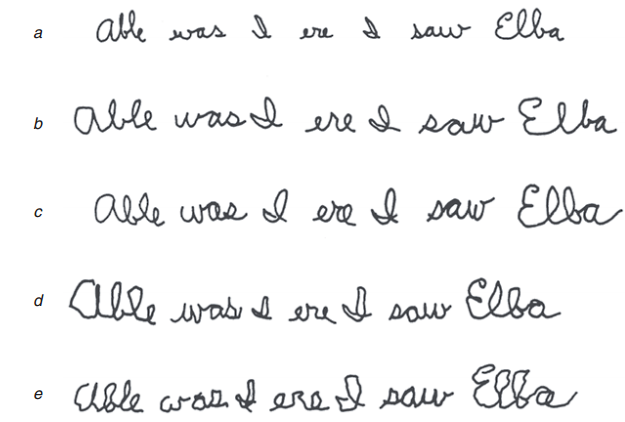 a Able was I ere I saw Elba
b Able was I ere I saw Elba
c Able was I ere I saw Elba
d Able was I ere I saw Elba
e Able was I ere I saw Elba